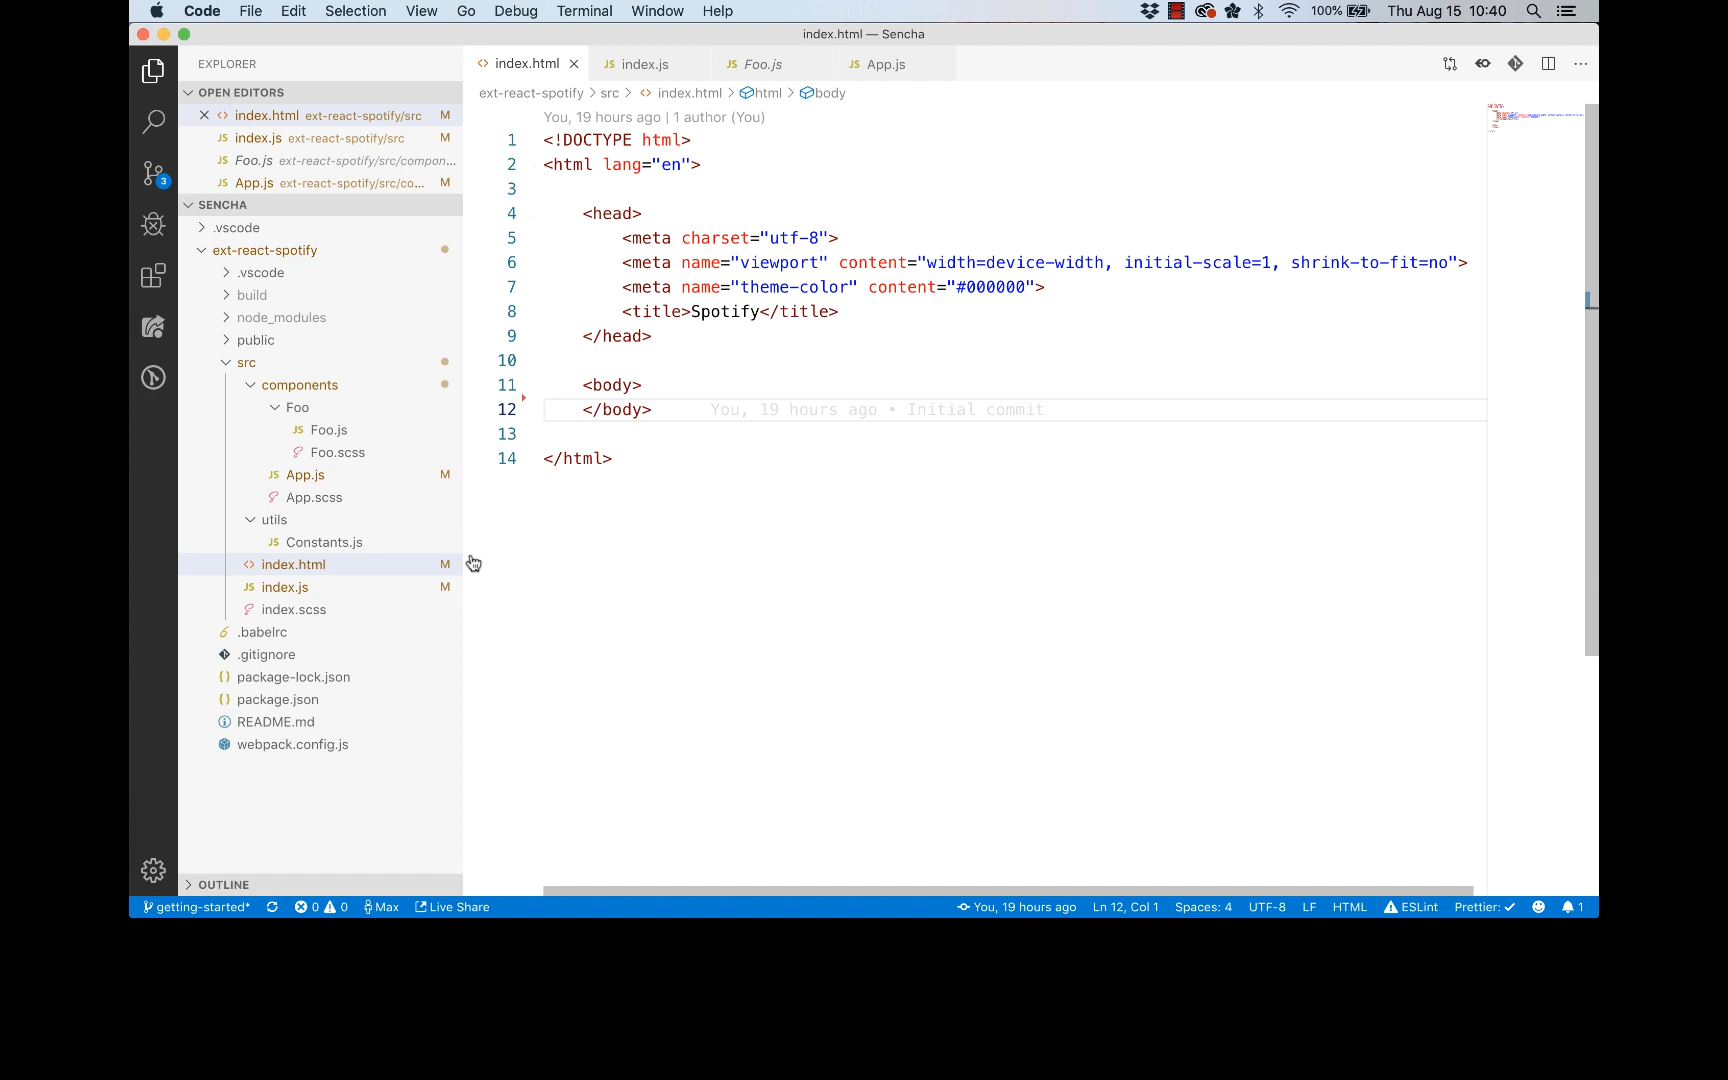 Code File Edit Selection View Go Debug Terminal Window Help 100% Thu Aug 15 10:40
index.html — Sencha
EXPLORER
OPEN EDITORS
index.html ext-react-spotify/src M
index.js ext-react-spotify/src M
Foo.js ext-react-spotify/src/compon...
App.js ext-react-spotify/src/co... M
SENCHA
.vscode
ext-react-spotify
.vscode
build
node_modules
public
src
components
Foo
JS Foo.js
Foo.scss
JS App.js M
App.scss
utils
JS Constants.js
<> index.html M
JS index.js M
index.scss
.babelrc
.gitignore
{} package-lock.json
{} package.json
README.md
webpack.config.js
OUTLINE
3
<> index.html JS index.js JS Foo.js JS App.js
ext-react-spotify > src > <> index.html > html > body
You, 19 hours ago | 1 author (You)
1 <!DOCTYPE html>
2 <html lang="en">
3
4 <head>
5 <meta charset="utf-8">
6 <meta name="viewport" content="width=device-width, initial-scale=1, shrink-to-fit=no">
7 <meta name="theme-color" content="#000000">
8 <title>Spotify</title>
9 </head>
10
11 <body>
12 </body> You, 19 hours ago • Initial commit
13
14 </html>
getting-started* 0 0 Max Live Share You, 19 hours ago Ln 12, Col 1 Spaces: 4 UTF-8 LF HTML ESLint Prettier: ✓ 1